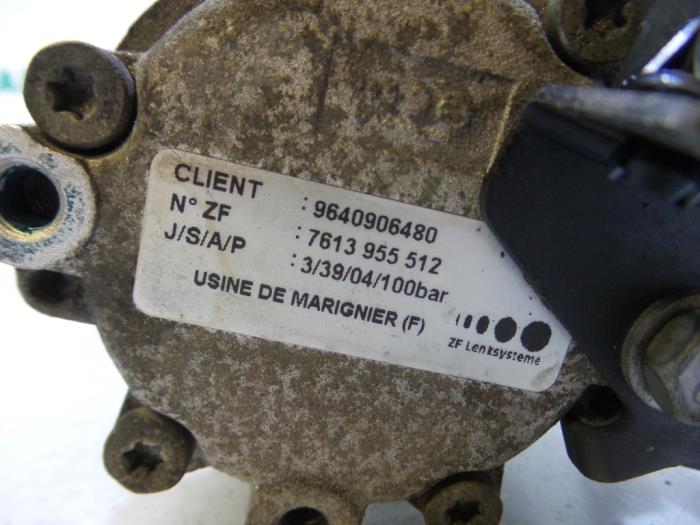 CLIENT : 9640906480
N° ZF : 7613 955 512
J/S/A/P : 3/39/04/100bar
USINE DE MARIGNIER (F)
ZF Lenksysteme